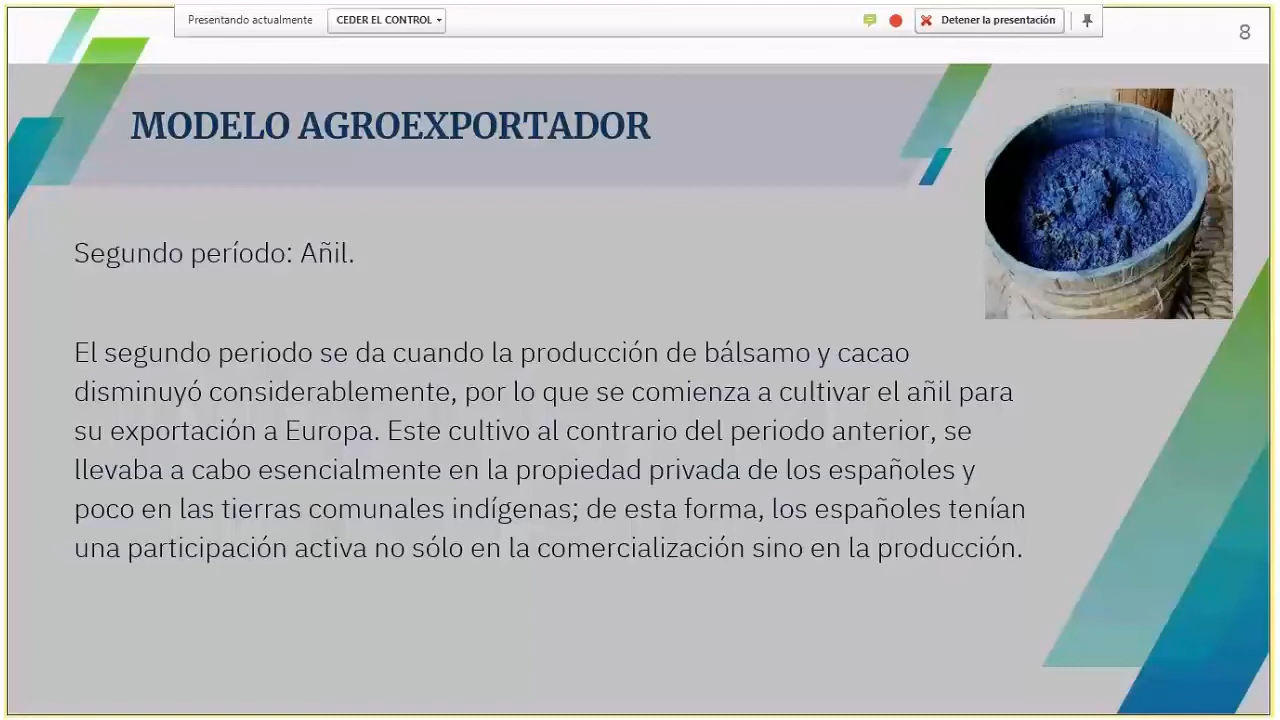 Presentando actualmente
CEDER EL CONTROL
Detener la presentación
8
MODELO AGROEXPORTADOR
Segundo período: Añil.
El segundo periodo se da cuando la producción de bálsamo y cacao
disminuyó considerablemente, por lo que se comienza a cultivar el añil para
su exportación a Europa. Este cultivo al contrario del periodo anterior, se
llevaba a cabo esencialmente en la propiedad privada de los españoles y
poco en las tierras comunales indígenas; de esta forma, los españoles tenían
una participación activa no sólo en la comercialización sino en la producción.